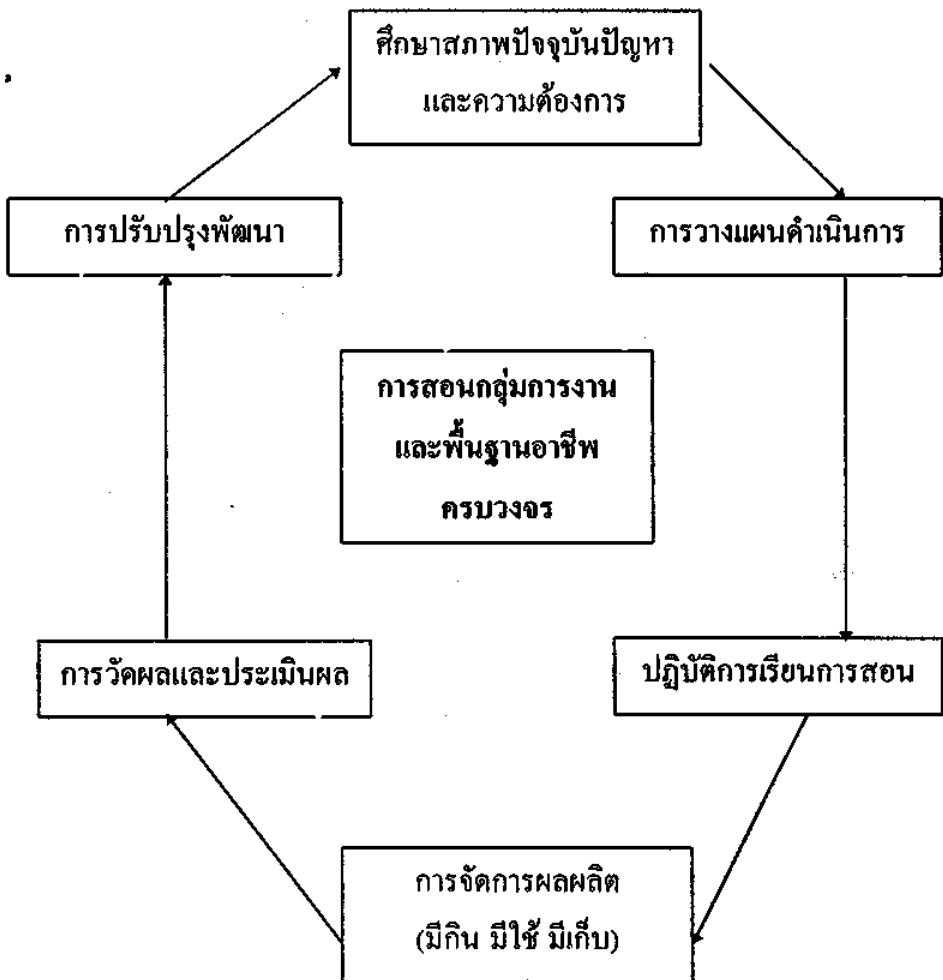 ศึกษาสภาพปัจจุบันปัญหา
และความต้องการ
การปรับปรุงพัฒนา
การวางแผนดำเนินการ
การสอนกลุ่มการงาน
และพื้นฐานอาชีพ
ครบวงจร
การวัดผลและประเมินผล
ปฏิบัติการเรียนการสอน
การจัดการผลผลิต
(มีกิน มีใช้ มีเก็บ)